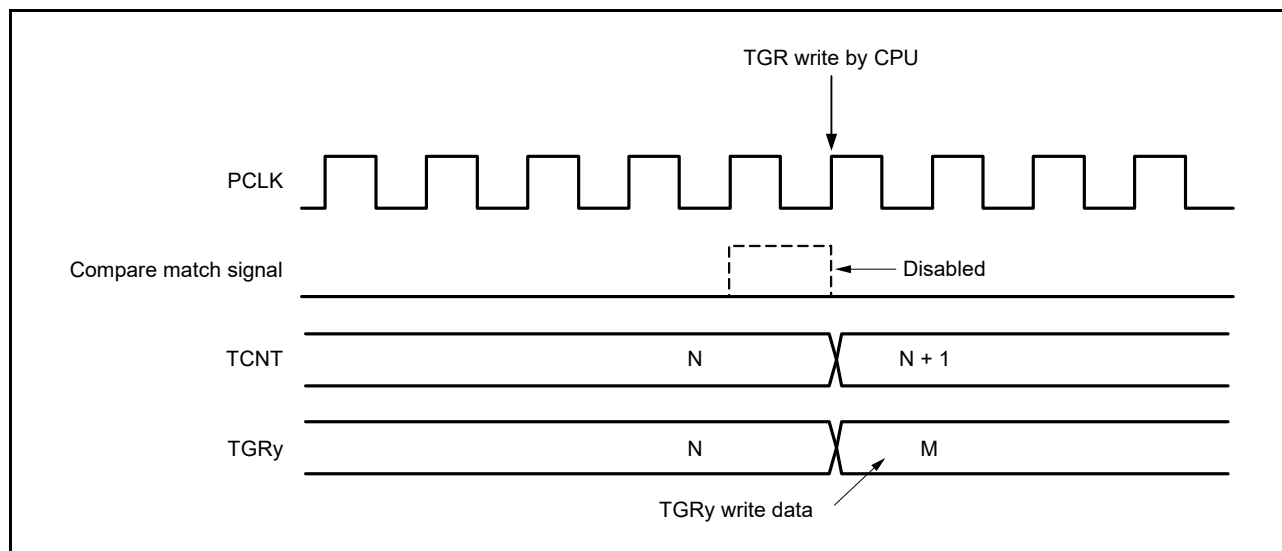 TGR write by CPU
PCLK
Compare match signal
Disabled
TCNT
N
N + 1
TGRy
N
M
TGRy write data